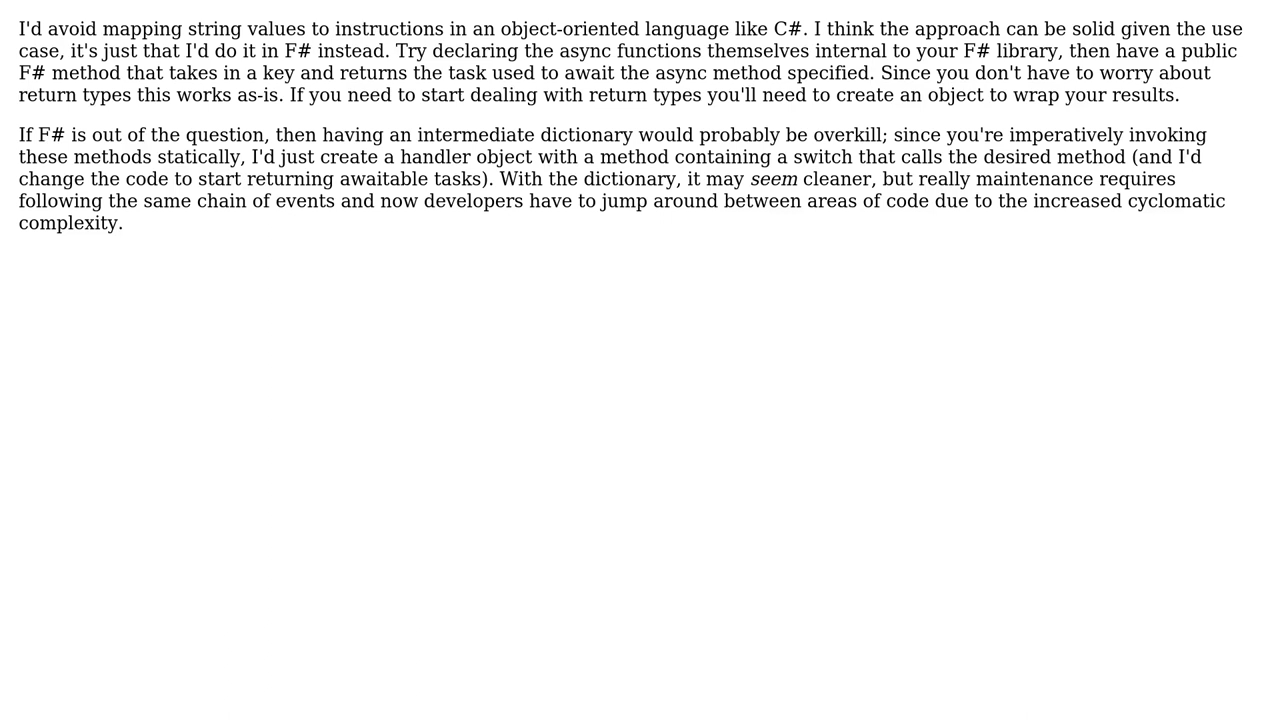 I'd avoid mapping string values to instructions in an object-oriented language like C#. I think the approach can be solid given the use
case, it's just that I'd do it in F# instead. Try declaring the async functions themselves internal to your F# library, then have a public
F# method that takes in a key and returns the task used to await the async method specified. Since you don't have to worry about
return types this works as-is. If you need to start dealing with return types you'll need to create an object to wrap your results.
If F# is out of the question, then having an intermediate dictionary would probably be overkill; since you're imperatively invoking
these methods statically, I'd just create a handler object with a method containing a switch that calls the desired method (and I'd
change the code to start returning awaitable tasks). With the dictionary, it may seem cleaner, but really maintenance requires
following the same chain of events and now developers have to jump around between areas of code due to the increased cyclomatic
complexity.